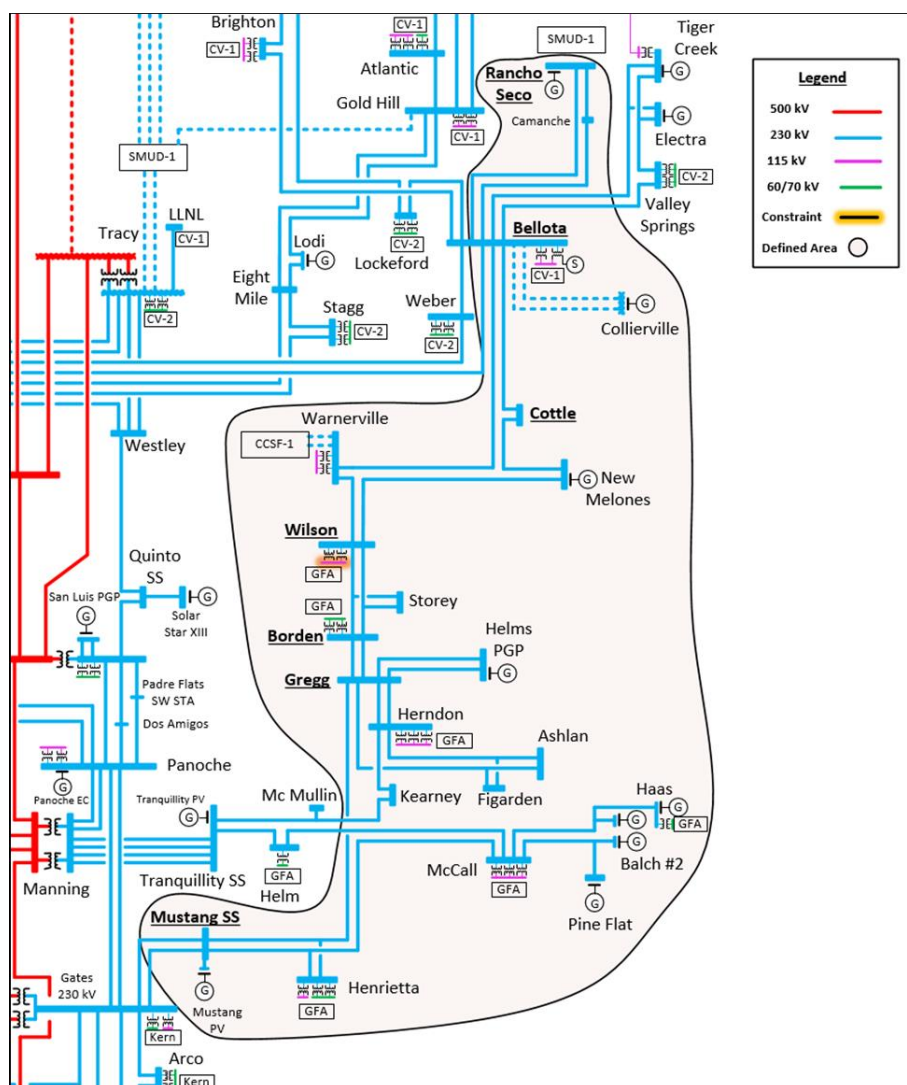 Brighton
CV-1
CV-1
Atlantic
Gold Hill
CV-1
SMUD-1
Rancho
Seco
G
Camanche
Tiger
Creek
G
G
Electra
CV-2
Valley
Springs
Legend
500 kV
230 kV
115 kV
60/70 kV
Constraint
Defined Area
SMUD-1
LLNL
CV-1
Tracy
CV-2
Lodi
G
Eight
Mile
Stagg
CV-2
CV-2
Lockeford
Weber
CV-2
Bellota
S
CV-1
G
Collierville
Westley
Warnerville
CCSF-1
Cottle
G
New
Melones
Wilson
GFA
GFA
Storey
Borden
Gregg
Helms
PGP
G
Quinto
SS
San Luis PGP
G
G
Solar
Star XIII
Padre Flats
SW STA
Dos Amigos
Herndon
GFA
Ashlan
Figarden
Kearney
Panoche
G
Panoche EC
Tranquillity PV
G
Mc Mullin
Haas
G
GFA
G
G
Balch #2
Manning
Tranquillity SS
GFA
Helm
McCall
GFA
G
Pine Flat
Mustang SS
G
Mustang
PV
Henrietta
GFA
Gates
230 kV
Kern
Arco
Kern